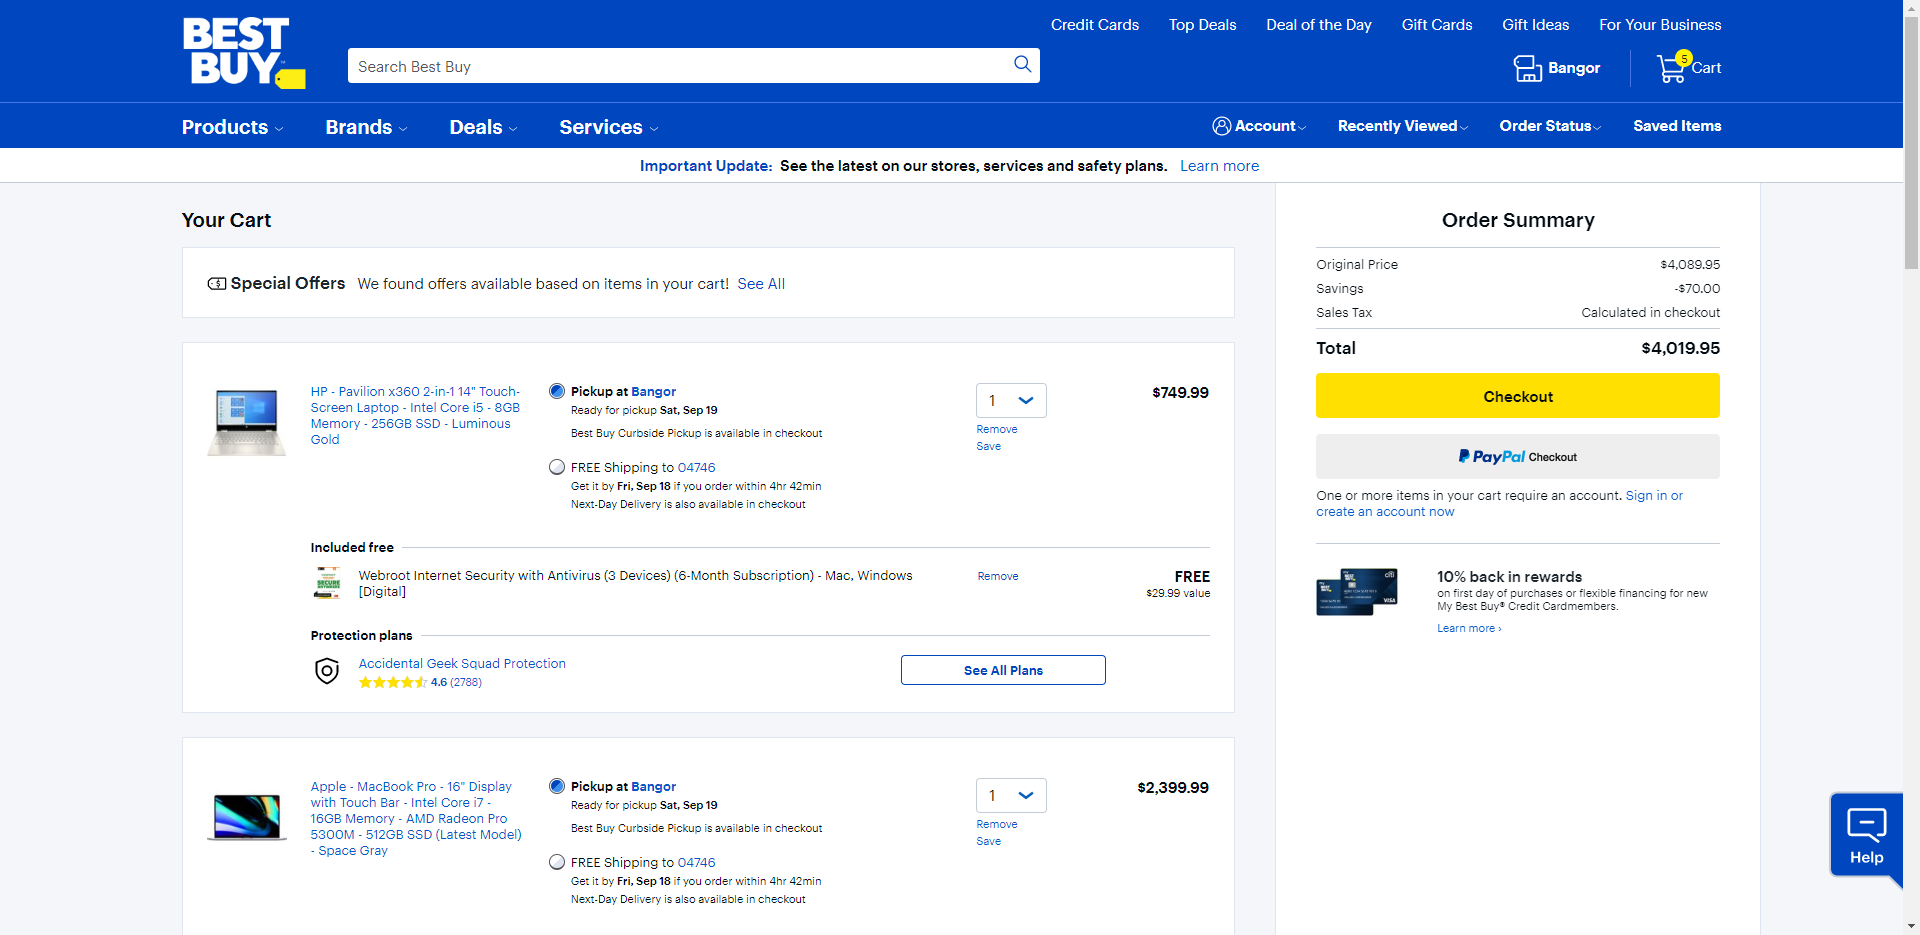 BEST BUY
Search Best Buy
Credit Cards
Top Deals
Deal of the Day
Gift Cards
Gift Ideas
For Your Business
Bangor
5
Cart
Products
Brands
Deals
Services
Account
Recently Viewed
Order Status
Saved Items
Important Update: See the latest on our stores, services and safety plans. Learn more
Your Cart
Special Offers We found offers available based on items in your cart! See All
HP - Pavilion x360 2-in-1 14" Touch-
Screen Laptop - Intel Core i5 - 8GB
Memory - 256GB SSD - Luminous
Gold
Pickup at Bangor
Ready for pickup Sat, Sep 19
Best Buy Curbside Pickup is available in checkout
FREE Shipping to 04746
Get it by Fri, Sep 18 if you order within 4hr 42min
Next-Day Delivery is also available in checkout
1
Remove
Save
$749.99
Included free
Webroot Internet Security with Antivirus (3 Devices) (6-Month Subscription) - Mac, Windows
[Digital]
Remove
FREE
$29.99 value
Protection plans
Accidental Geek Squad Protection
4.6 (2788)
See All Plans
Apple - MacBook Pro - 16" Display
with Touch Bar - Intel Core i7 -
16GB Memory - AMD Radeon Pro
5300M - 512GB SSD (Latest Model)
- Space Gray
Pickup at Bangor
Ready for pickup Sat, Sep 19
Best Buy Curbside Pickup is available in checkout
FREE Shipping to 04746
Get it by Fri, Sep 18 if you order within 4hr 42min
Next-Day Delivery is also available in checkout
1
Remove
Save
$2,399.99
Order Summary
Original Price $4,089.95
Savings -$70.00
Sales Tax Calculated in checkout
Total $4,019.95
Checkout
PayPal Checkout
One or more items in your cart require an account. Sign in or
create an account now
BEST BUY
citi
VISA
10% back in rewards
on first day of purchases or flexible financing for new
My Best Buy® Credit Cardmembers.
Learn more ›
Help